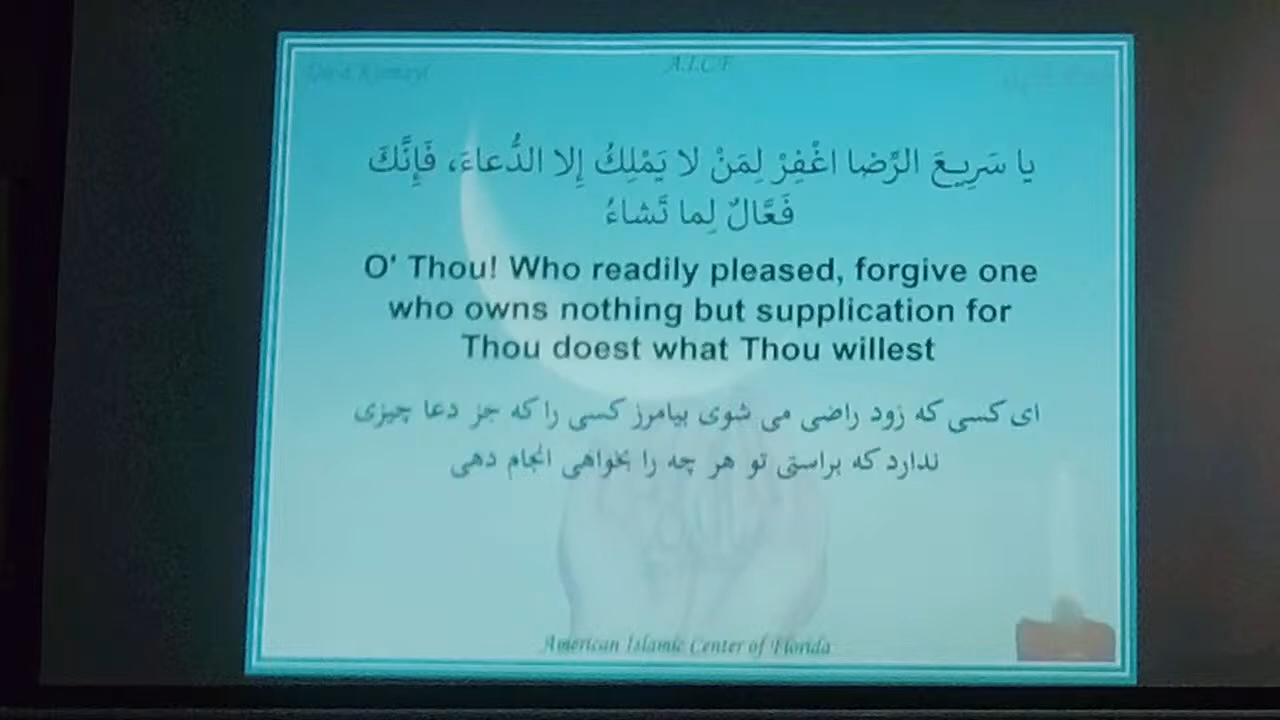 Du'a Kumayl
A.I.C.F
يا سَرِيعَ الرِّضا اغْفِرْ لِمَنْ لا يَمْلِكُ إِلا الدُّعاءَ، فَإِنَّكَ
فَعَّالٌ لِما تَشاءُ
O' Thou! Who readily pleased, forgive one
who owns nothing but supplication for
Thou doest what Thou willest
ای کسی که زود راضی می شوی بیامرز کسی را که جز دعا چیزی
ندارد که براستی تو هر چه را بخواهی انجام دهی
American Islamic Center of Florida